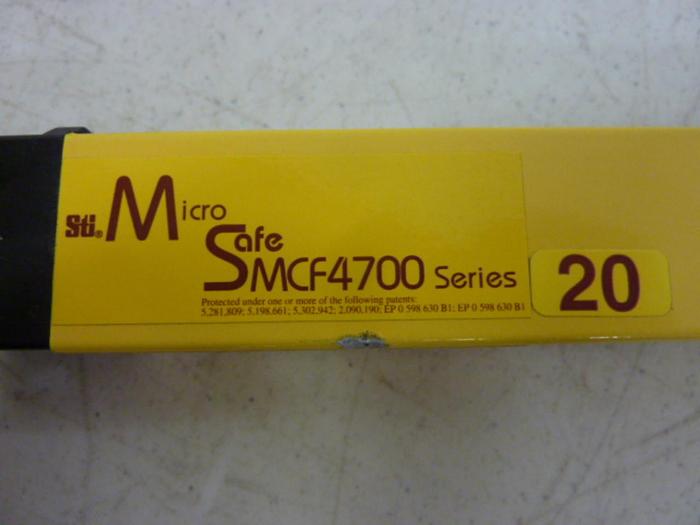 Sti® Micro
Safe
MCF4700 Series
20
Protected under one or more of the following patents:
5,281,809; 5,198,661; 5,302,942; 2,090,190; EP 0 598 630 B1; EP 0 598 630 B1